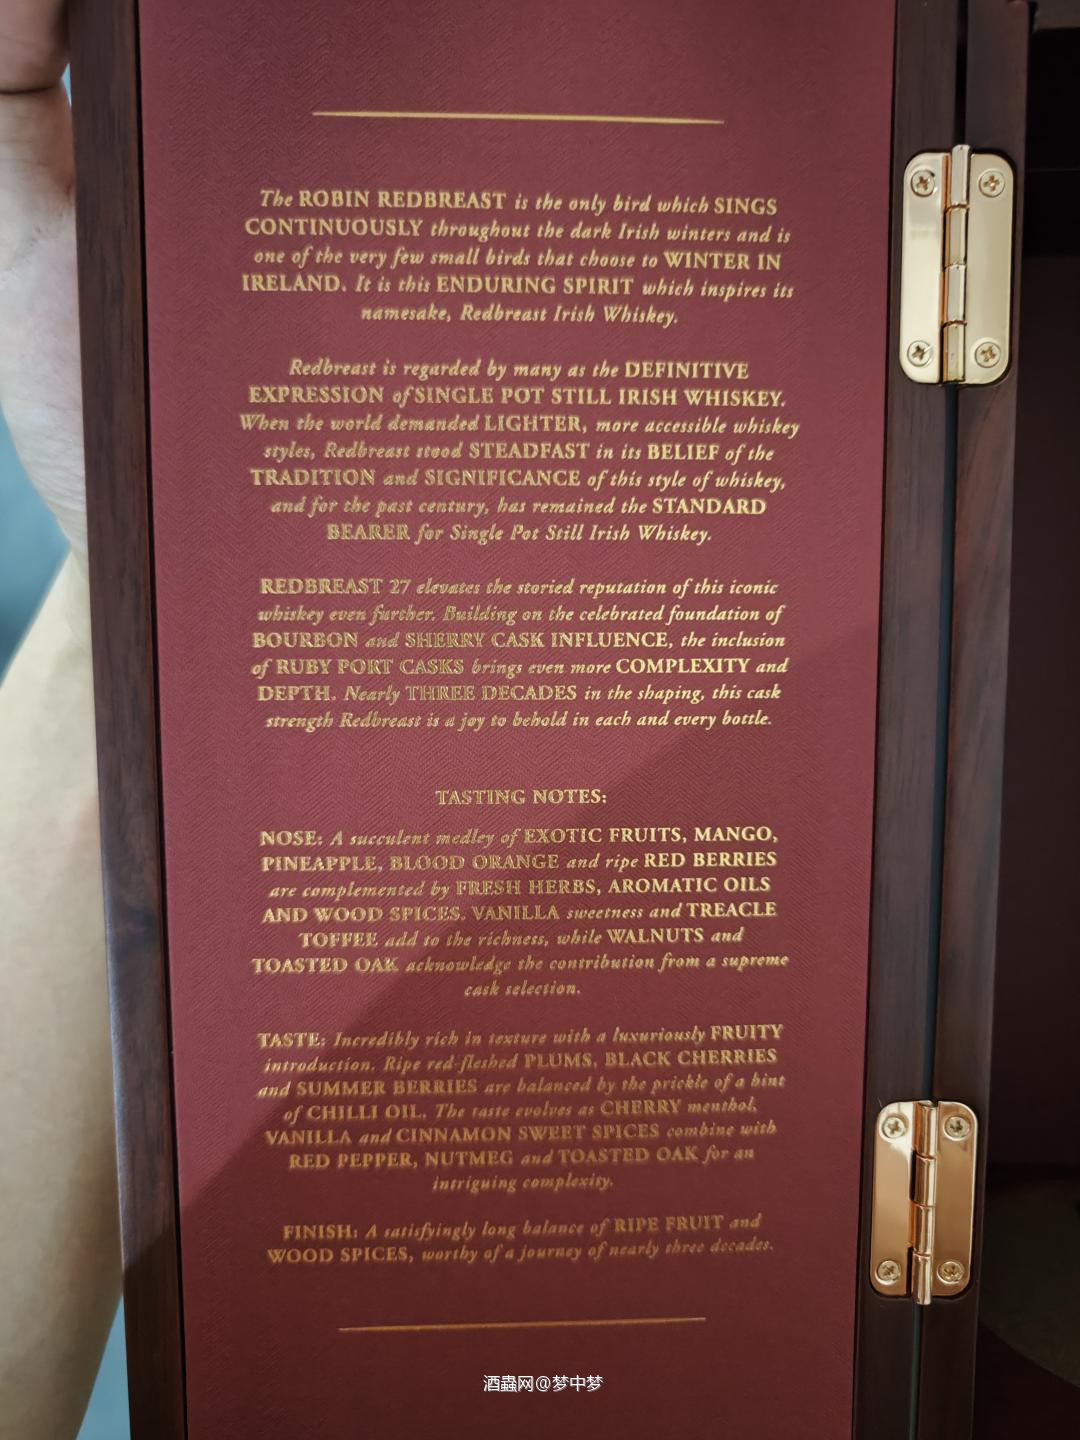 The ROBIN REDBREAST is the only bird which SINGS
CONTINUOUSLY throughout the dark Irish winters and is
one of the very few small birds that choose to WINTER IN
IRELAND. It is this ENDURING SPIRIT which inspires its
namesake, Redbreast Irish Whiskey.
Redbreast is regarded by many as the DEFINITIVE
EXPRESSION of SINGLE POT STILL IRISH WHISKEY.
When the world demanded LIGHTER, more accessible whiskey
styles, Redbreast stood STEADFAST in its BELIEF of the
TRADITION and SIGNIFICANCE of this style of whiskey,
and for the past century, has remained the STANDARD
BEARER for Single Pot Still Irish Whiskey.
REDBREAST 27 elevates the storied reputation of this iconic
whiskey even further. Building on the celebrated foundation of
BOURBON and SHERRY CASK INFLUENCE, the inclusion
of RUBY PORT CASKS brings even more COMPLEXITY and
DEPTH. Nearly THREE DECADES in the shaping, this cask
strength Redbreast is a joy to behold in each and every bottle.
TASTING NOTES:
NOSE: A succulent medley of EXOTIC FRUITS, MANGO,
PINEAPPLE, BLOOD ORANGE and ripe RED BERRIES
are complemented by FRESH HERBS, AROMATIC OILS
AND WOOD SPICES. VANILLA sweetness and TREACLE
TOFFEE add to the richness, while WALNUTS and
TOASTED OAK acknowledge the contribution from a supreme
cask selection.
TASTE: Incredibly rich in texture with a luxuriously FRUITY
introduction. Ripe red-fleshed PLUMS, BLACK CHERRIES
and SUMMER BERRIES are balanced by the prickle of a hint
of CHILLI OIL. The taste evolves as CHERRY menthol,
VANILLA and CINNAMON SWEET SPICES combine with
RED PEPPER, NUTMEG and TOASTED OAK for an
intriguing complexity.
FINISH: A satisfyingly long balance of RIPE FRUIT and
WOOD SPICES, worthy of a journey of nearly three decades.
酒蟲网@梦中梦